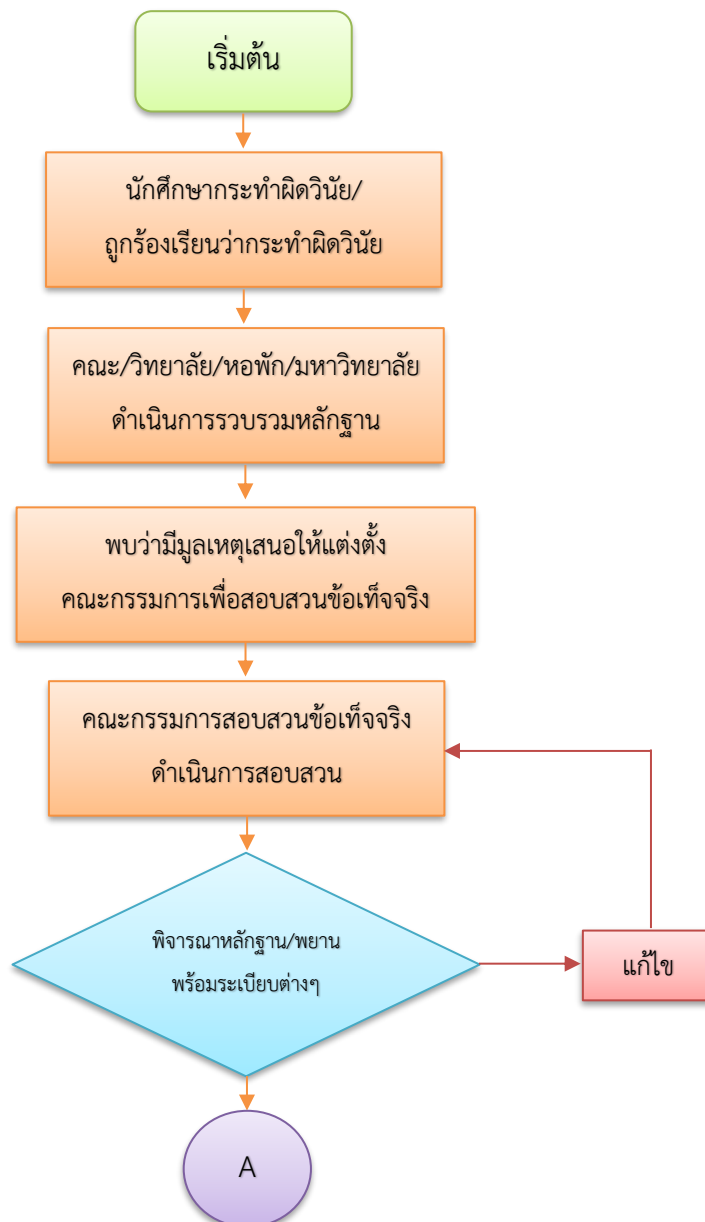 เริ่มต้น
นักศึกษากระทำผิดวินัย/
ถูกร้องเรียนว่ากระทำผิดวินัย
คณะ/วิทยาลัย/หอพัก/มหาวิทยาลัย
ดำเนินการรวบรวมหลักฐาน
พบว่ามีมูลเหตุเสนอให้แต่งตั้ง
คณะกรรมการเพื่อสอบสวนข้อเท็จจริง
คณะกรรมการสอบสวนข้อเท็จจริง
ดำเนินการสอบสวน
พิจารณาหลักฐาน/พยาน
พร้อมระเบียบต่างๆ
แก้ไข
A